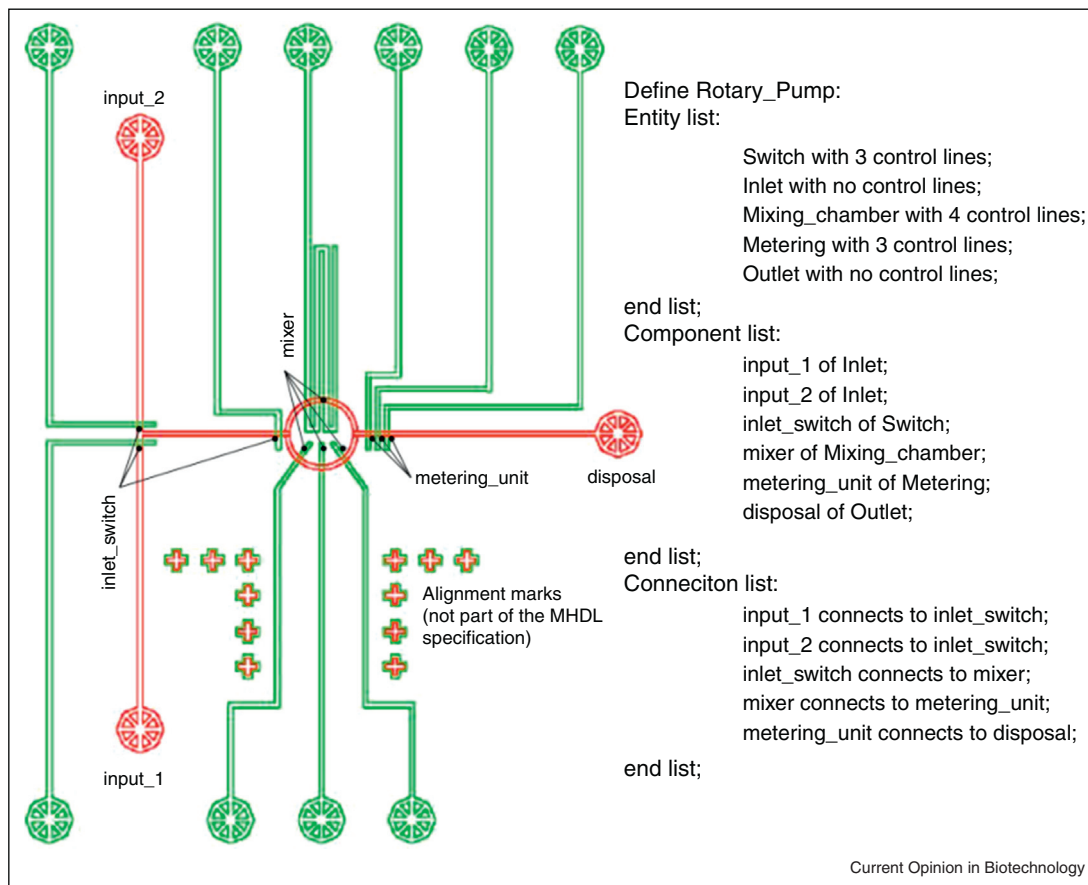 input_2
mixer
inlet_switch
metering_unit
disposal
Alignment marks
(not part of the MHDL
specification)
input_1
Define Rotary_Pump:
Entity list:
Switch with 3 control lines;
Inlet with no control lines;
Mixing_chamber with 4 control lines;
Metering with 3 control lines;
Outlet with no control lines;
end list;
Component list:
input_1 of Inlet;
input_2 of Inlet;
inlet_switch of Switch;
mixer of Mixing_chamber;
metering_unit of Metering;
disposal of Outlet;
end list;
Conneciton list:
input_1 connects to inlet_switch;
input_2 connects to inlet_switch;
inlet_switch connects to mixer;
mixer connects to metering_unit;
metering_unit connects to disposal;
end list;
Current Opinion in Biotechnology